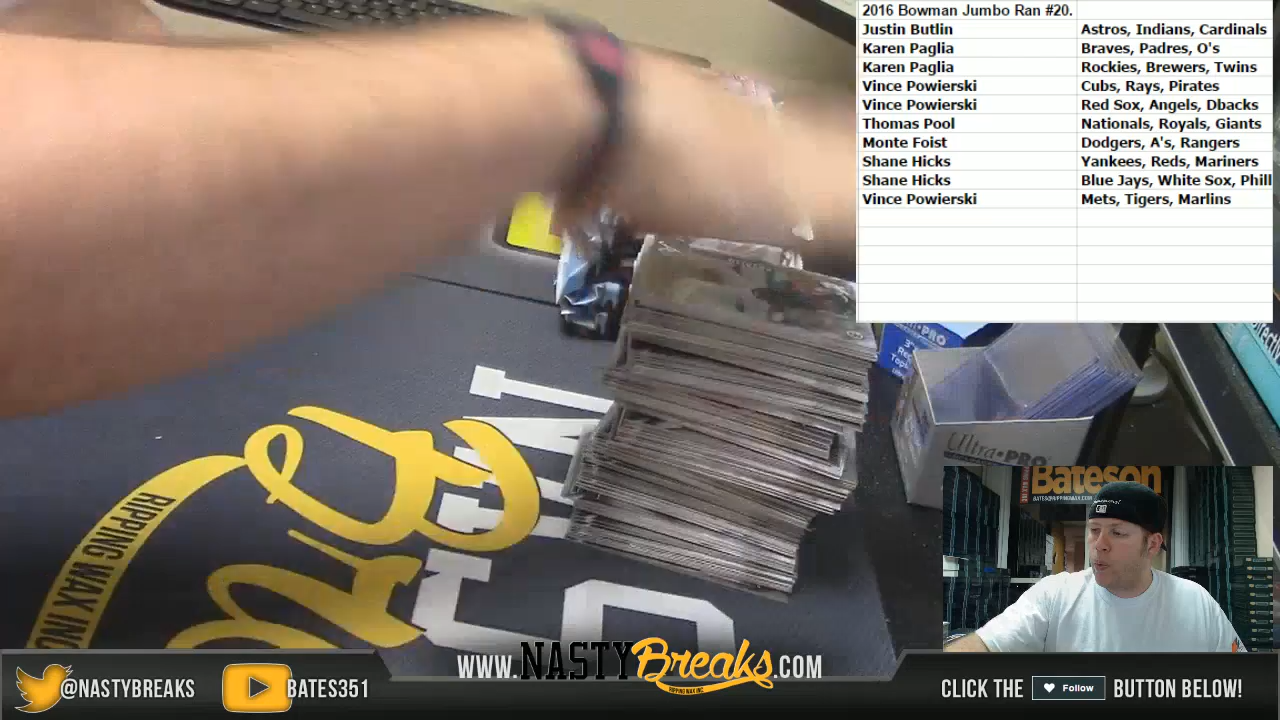 2016 Bowman Jumbo Ran #20.
Justin Butlin Astros, Indians, Cardinals
Karen Paglia Braves, Padres, O's
Karen Paglia Rockies, Brewers, Twins
Vince Powierski Cubs, Rays, Pirates
Vince Powierski Red Sox, Angels, Dbacks
Thomas Pool Nationals, Royals, Giants
Monte Foist Dodgers, A's, Rangers
Shane Hicks Yankees, Reds, Mariners
Shane Hicks Blue Jays, White Sox, Phill
Vince Powierski Mets, Tigers, Marlins
Ultra·PRO
Bateson
RIPPING WAX INC
WWW.NASTYBreaks.COM
RIPPING WAX INC
@NASTYBREAKS
BATES351
CLICK THE Follow BUTTON BELOW!